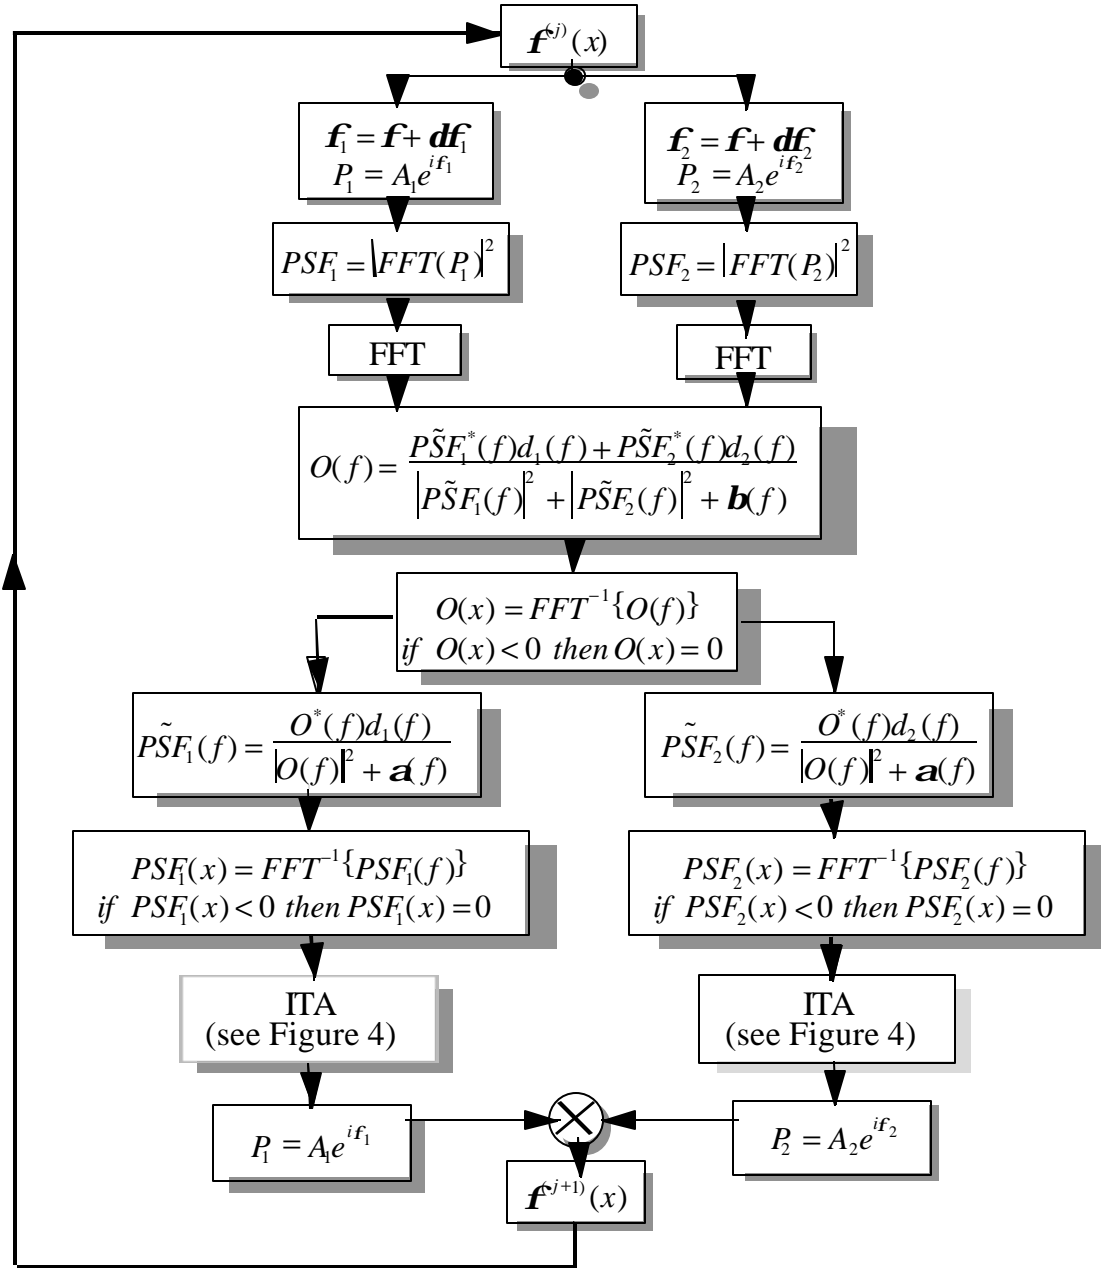 f^(j)(x)
f₁ = f + df₁
P₁ = A₁e^{if₁}
f₂ = f + df₂
P₂ = A₂e^{if₂}
PSF₁ = |FFT(P₁)|²
PSF₂ = |FFT(P₂)|²
FFT
FFT
O(f) = (PS̃F₁*(f)d₁(f) + PS̃F₂*(f)d₂(f)) / (|PS̃F₁(f)|² + |PS̃F₂(f)|² + b(f))
O(x) = FFT⁻¹{O(f)}
if O(x) < 0 then O(x) = 0
PS̃F₁(f) = O*(f)d₁(f) / (|O(f)|² + a(f))
PS̃F₂(f) = O*(f)d₂(f) / (|O(f)|² + a(f))
PSF₁(x) = FFT⁻¹{PSF₁(f)}
if PSF₁(x) < 0 then PSF₁(x) = 0
PSF₂(x) = FFT⁻¹{PSF₂(f)}
if PSF₂(x) < 0 then PSF₂(x) = 0
ITA
(see Figure 4)
ITA
(see Figure 4)
P₁ = A₁e^{if₁}
P₂ = A₂e^{if₂}
f^(j+1)(x)